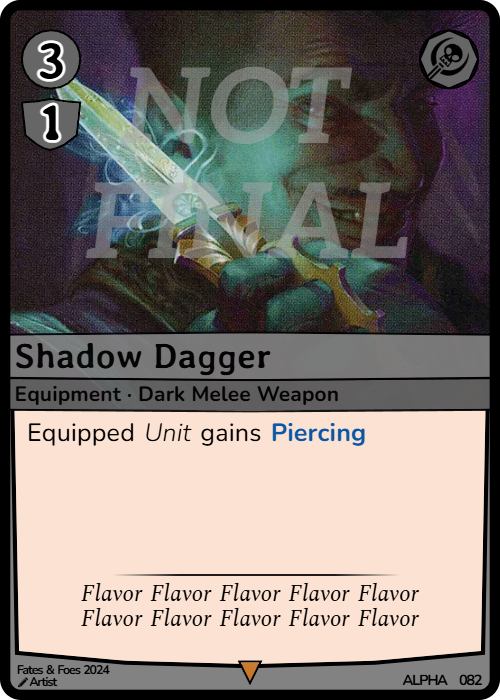 3
1
NOT
FINAL
Shadow Dagger
Equipment · Dark Melee Weapon
Equipped Unit gains Piercing
Flavor Flavor Flavor Flavor Flavor
Flavor Flavor Flavor Flavor Flavor
Fates & Foes 2024
Artist
ALPHA 082